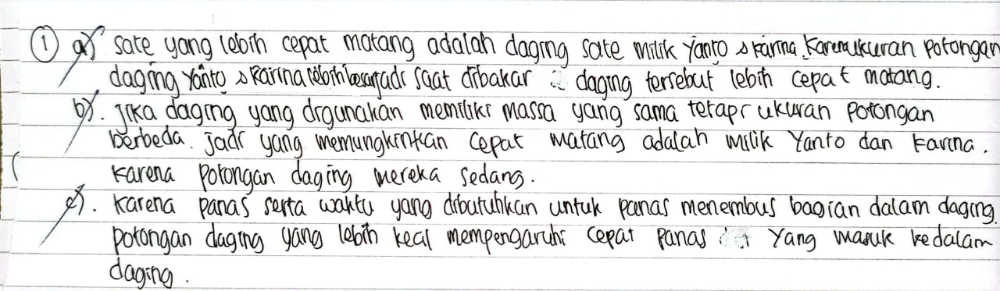 ① a) sate yang lebih cepat matang adalah daging sate milik Yanto & Karina. Karena ukuran potongan
daging Yanto & Karina lebih besar jadi saat dibakar daging tersebut lebih cepat matang.
b). Jika daging yang digunakan memiliki massa yang sama tetapi ukuran potongan
berbeda. Jadi yang memungkinkan cepat matang adalah milik Yanto dan Karina.
Karena potongan daging mereka sedang.
c). Karena panas serta waktu yang dibutuhkan untuk panas menembus bagian dalam daging.
potongan daging yang lebih kecil mempengaruhi cepat panas yang masuk kedalam
daging.